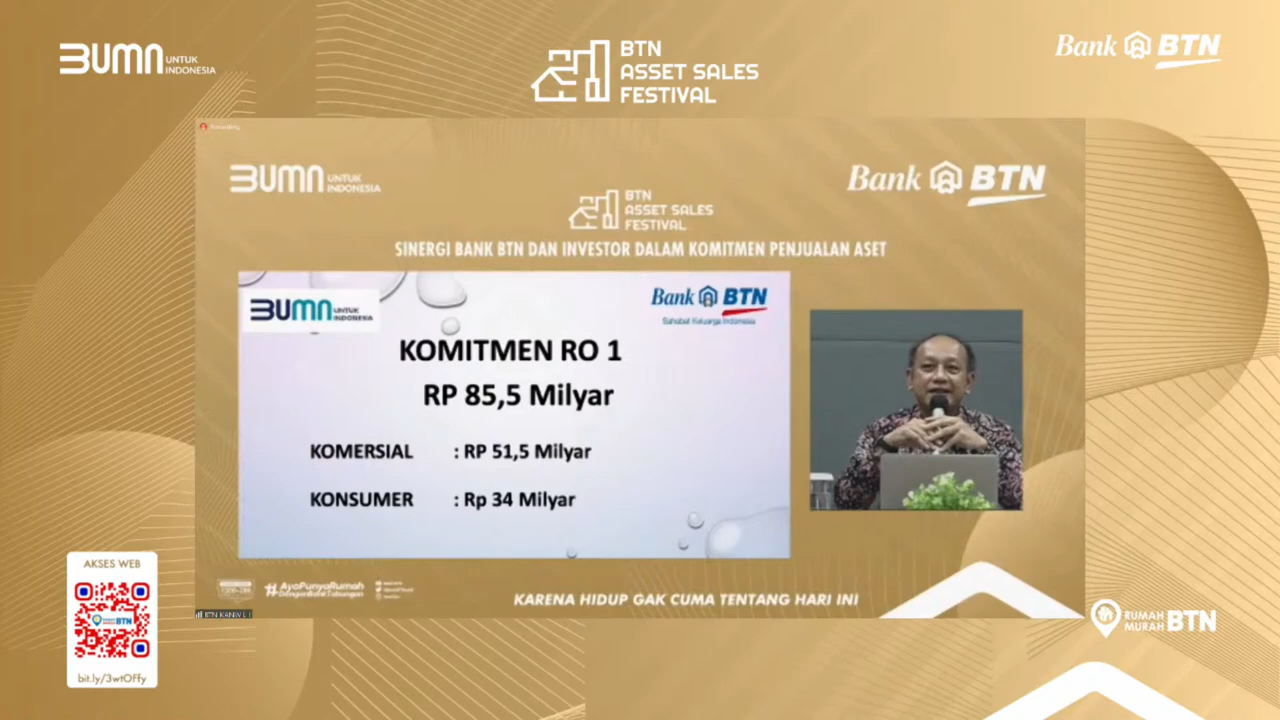 BUMN UNTUK INDONESIA
BTN
ASSET SALES
FESTIVAL
Bank BTN
BUMN UNTUK INDONESIA
BTN
ASSET SALES
FESTIVAL
Bank BTN
SINERGI BANK BTN DAN INVESTOR DALAM KOMITMEN PENJUALAN ASET
BUMN UNTUK INDONESIA
Bank BTN
Sahabat Keluarga Indonesia
KOMITMEN RO 1
RP 85,5 Milyar
KOMERSIAL : RP 51,5 Milyar
KONSUMER : Rp 34 Milyar
#AyoPunyaRumah
KARENA HIDUP GAK CUMA TENTANG HARI INI
BTN KANWIL I
AKSES WEB
bit.ly/3wtOffy
RUMAH MURAH BTN